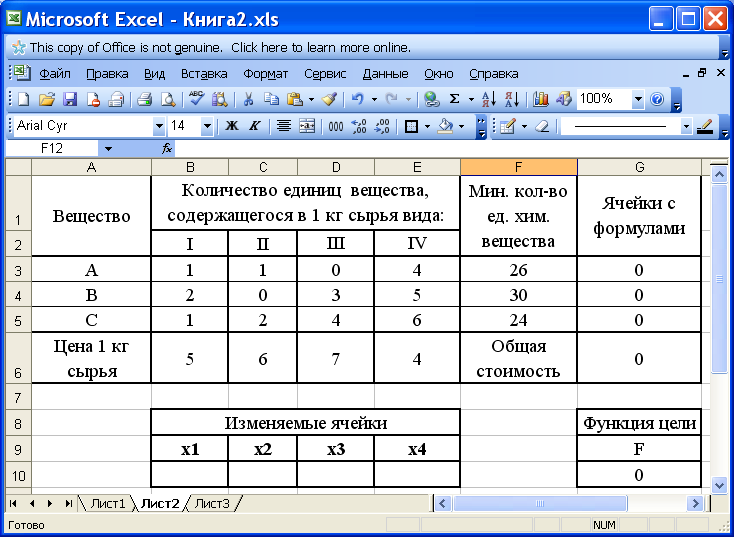 Microsoft Excel - Книга2.xls
This copy of Office is not genuine. Click here to learn more online.
Файл Правка Вид Вставка Формат Сервис Данные Окно Справка
100%
Arial Cyr 14 Ж К 000
F12 fx
A B C D E F G
1 2 3 4 5 6 7 8 9 10
Вещество
Количество единиц вещества,
содержащегося в 1 кг сырья вида:
I II III IV
Мин. кол-во
ед. хим.
вещества
Ячейки с
формулами
A 1 1 0 4 26 0
B 2 0 3 5 30 0
C 1 2 4 6 24 0
Цена 1 кг
сырья
5 6 7 4
Общая
стоимость
0
Изменяемые ячейки
Функция цели
x1 x2 x3 x4
F
0
Лист1 Лист2 Лист3
Готово NUM